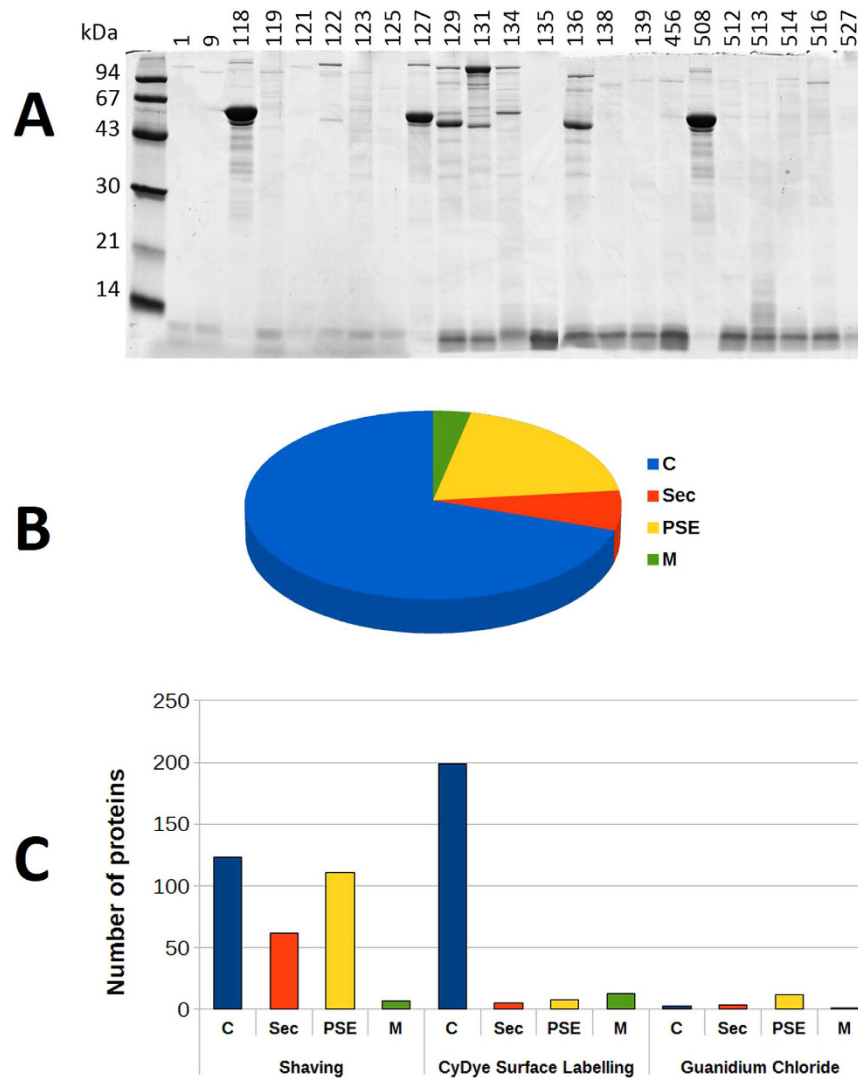 kDa 1 9 118 119 121 122 123 125 127 129 131 134 135 136 138 139 456 508 512 513 514 516 527
94
67
A
43
30
21
14
B
C
Sec
PSE
M
C
Number of proteins
250
200
150
100
50
0
C Sec PSE M C Sec PSE M C Sec PSE M
Shaving CyDye Surface Labelling Guanidium Chloride